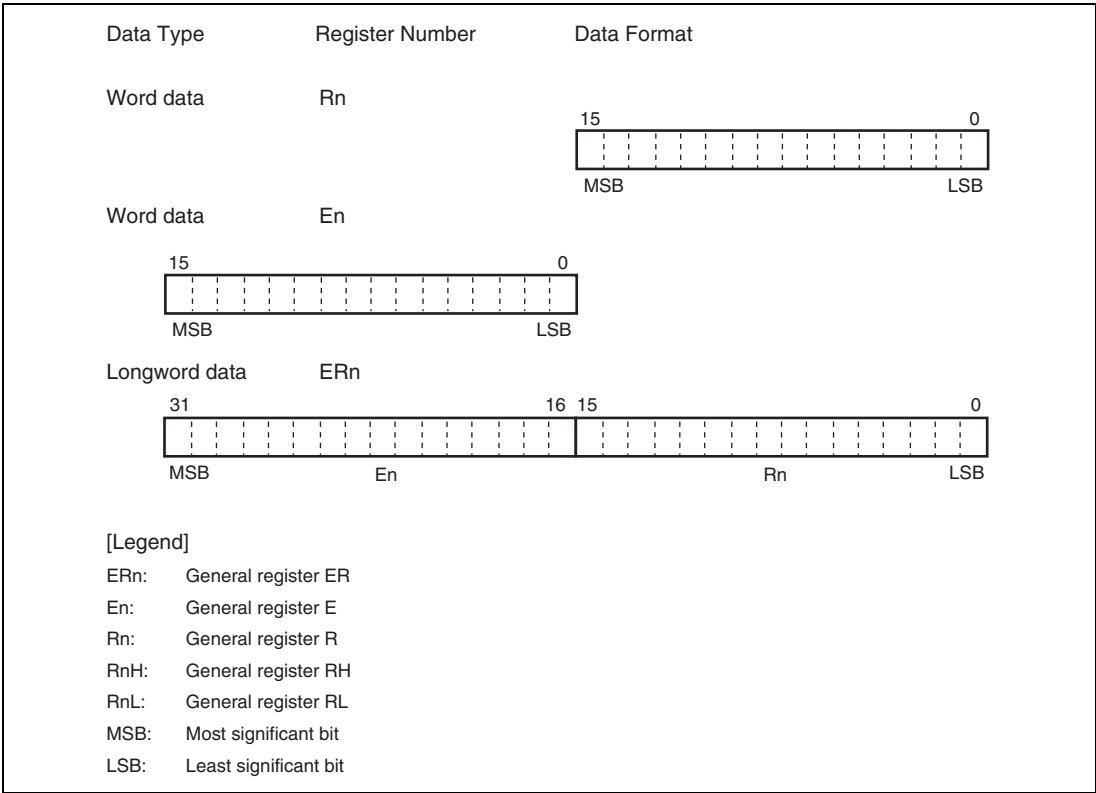 Data Type Register Number Data Format
Word data Rn
15 0
MSB LSB
Word data En
15 0
MSB LSB
Longword data ERn
31 16 15 0
MSB En Rn LSB
[Legend]
ERn: General register ER
En: General register E
Rn: General register R
RnH: General register RH
RnL: General register RL
MSB: Most significant bit
LSB: Least significant bit